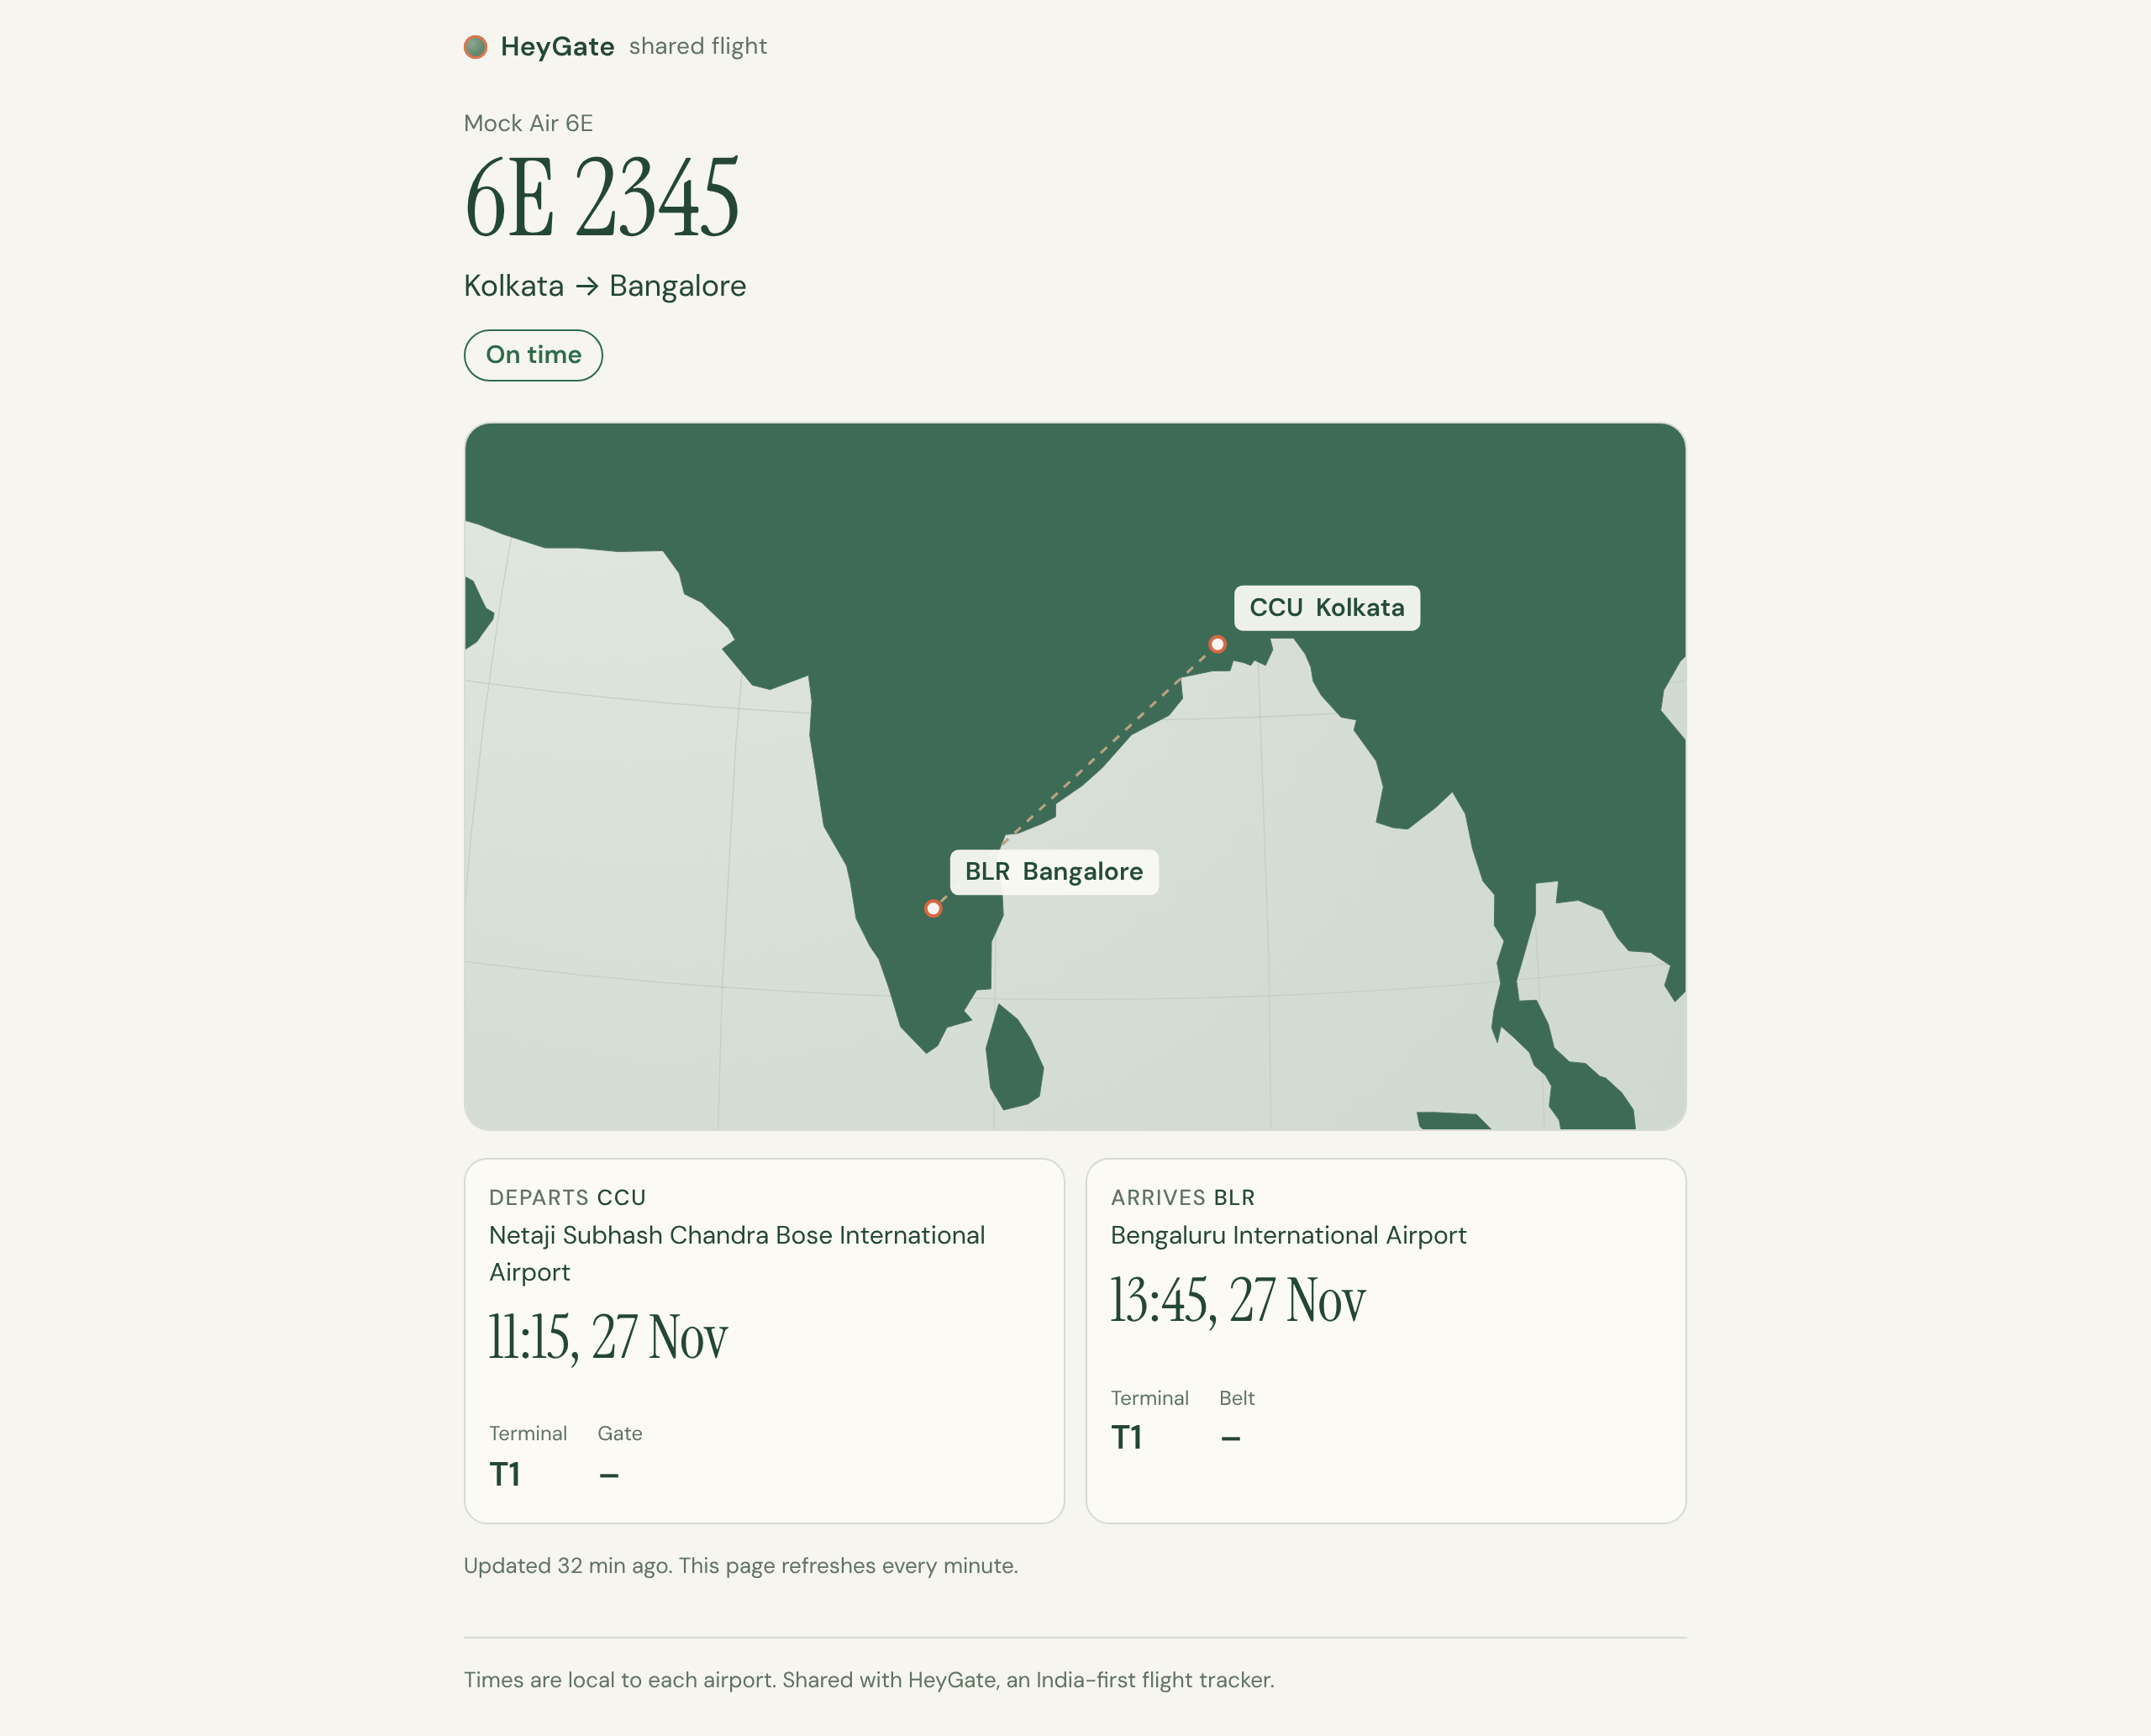 HeyGate shared flight
Mock Air 6E
6E 2345
Kolkata → Bangalore
On time
CCU Kolkata
BLR Bangalore
DEPARTS CCU
Netaji Subhash Chandra Bose International
Airport
11:15, 27 Nov
Terminal Gate
T1 –
ARRIVES BLR
Bengaluru International Airport
13:45, 27 Nov
Terminal Belt
T1 –
Updated 32 min ago. This page refreshes every minute.
Times are local to each airport. Shared with HeyGate, an India-first flight tracker.